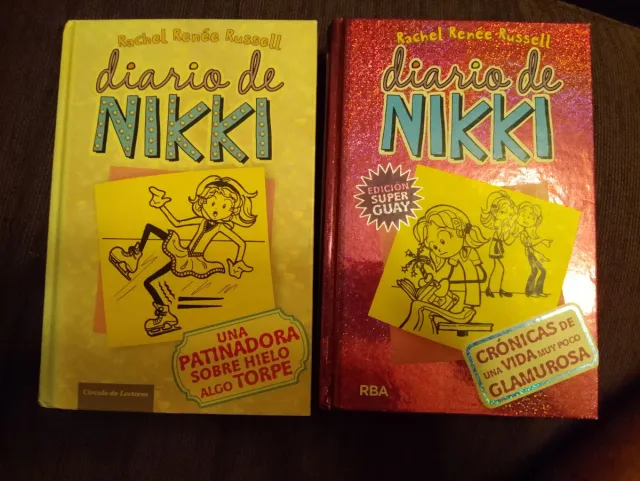 Rachel Renée Russell
diario de
NIKKI
UNA
PATINADORA
SOBRE HIELO
ALGO TORPE
Círculo de Lectores
Rachel Renée Russell
diario de
NIKKI
EDICIÓN
SUPER
GUAY
CRÓNICAS DE
UNA VIDA MUY POCO
GLAMUROSA
RBA